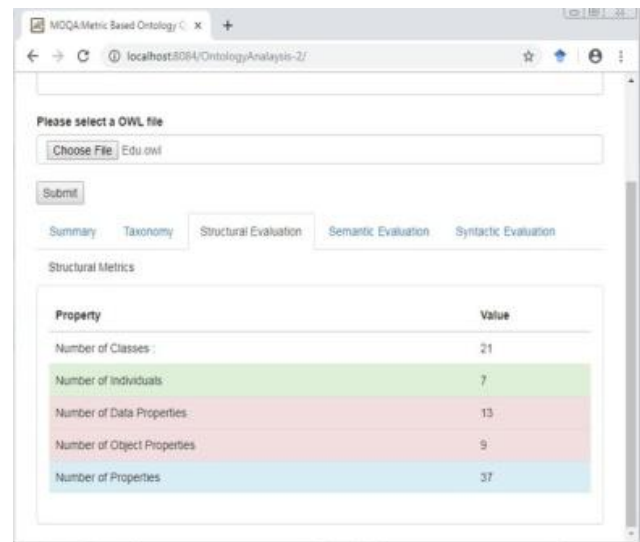 MOQA:Metric Based Ontology
localhost:8084/OntologyAnalaysis-2/
Please select a OWL file
Choose File Edu.owl
Submit
Summary Taxonomy Structural Evaluation Semantic Evaluation Syntactic Evaluation
Structural Metrics
Property Value
Number of Classes : 21
Number of Individuals 7
Number of Data Properties 13
Number of Object Properties 9
Number of Properties 37